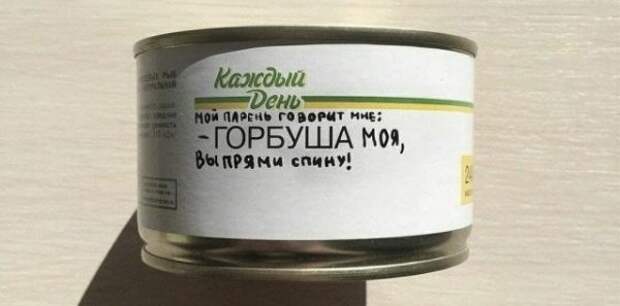 Каждый
День
МОЙ ПАРЕНЬ ГОВОРИТ МНЕ:
- ГОРБУША МОЯ,
ВЫПРЯМИ СПИНУ!